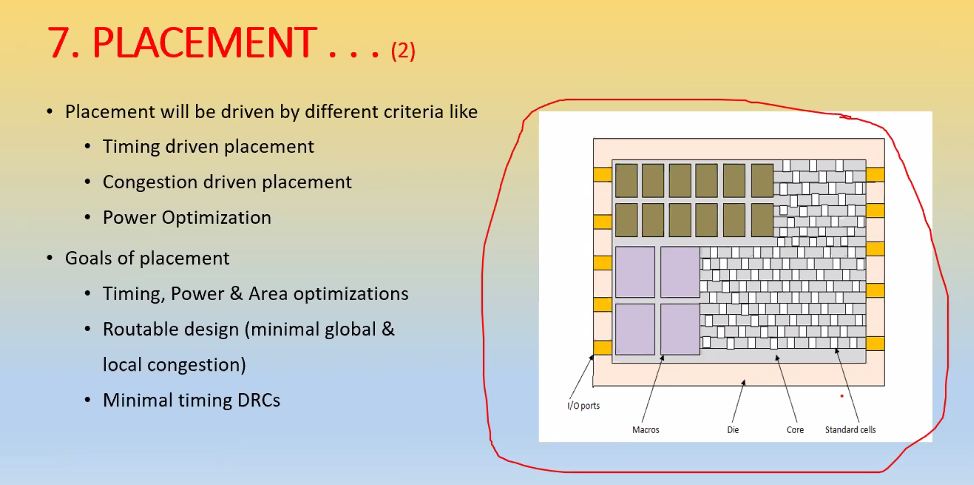 7. PLACEMENT . . . (2)
• Placement will be driven by different criteria like
• Timing driven placement
• Congestion driven placement
• Power Optimization
• Goals of placement
• Timing, Power & Area optimizations
• Routable design (minimal global &
local congestion)
• Minimal timing DRCs
I/O ports
Macros
Die
Core
Standard cells